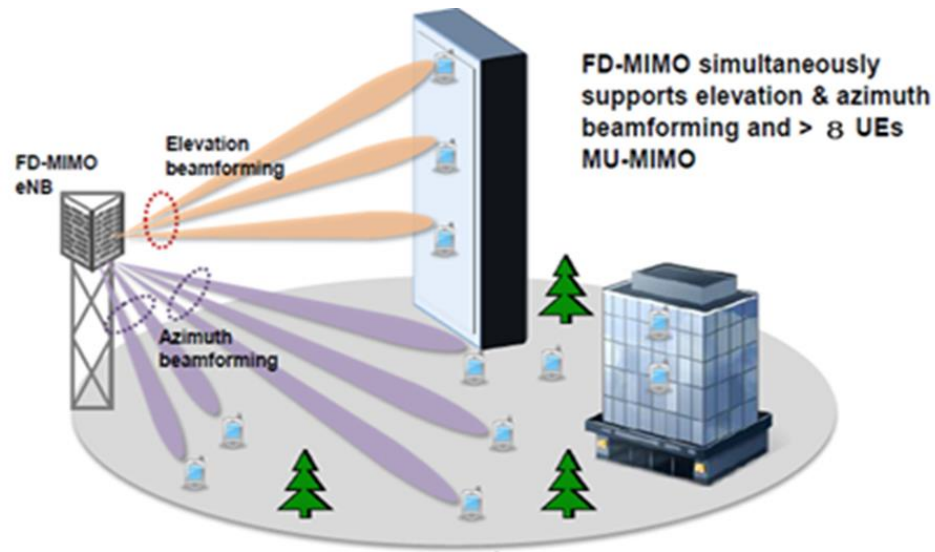 FD-MIMO simultaneously
supports elevation & azimuth
beamforming and > 8 UEs
MU-MIMO
Elevation
beamforming
FD-MIMO
eNB
Azimuth
beamforming